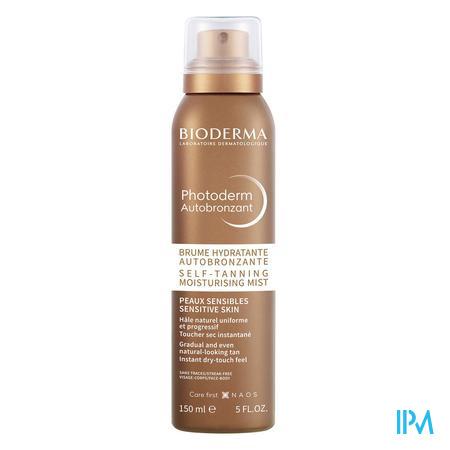 BIODERMA
LABORATOIRE DERMATOLOGIQUE
Photoderm
Autobronzant
BRUME HYDRATANTE
AUTOBRONZANTE
SELF-TANNING
MOISTURISING MIST
PEAUX SENSIBLES
SENSITIVE SKIN
Hâle naturel uniforme
et progressif
Toucher sec instantané
Gradual and even
natural-looking tan
Instant dry-touch feel
SANS TRACES/STREAK-FREE
VISAGE-CORPS/FACE-BODY
Care first NAOS
150 ml e 5 FL.OZ.
IPM